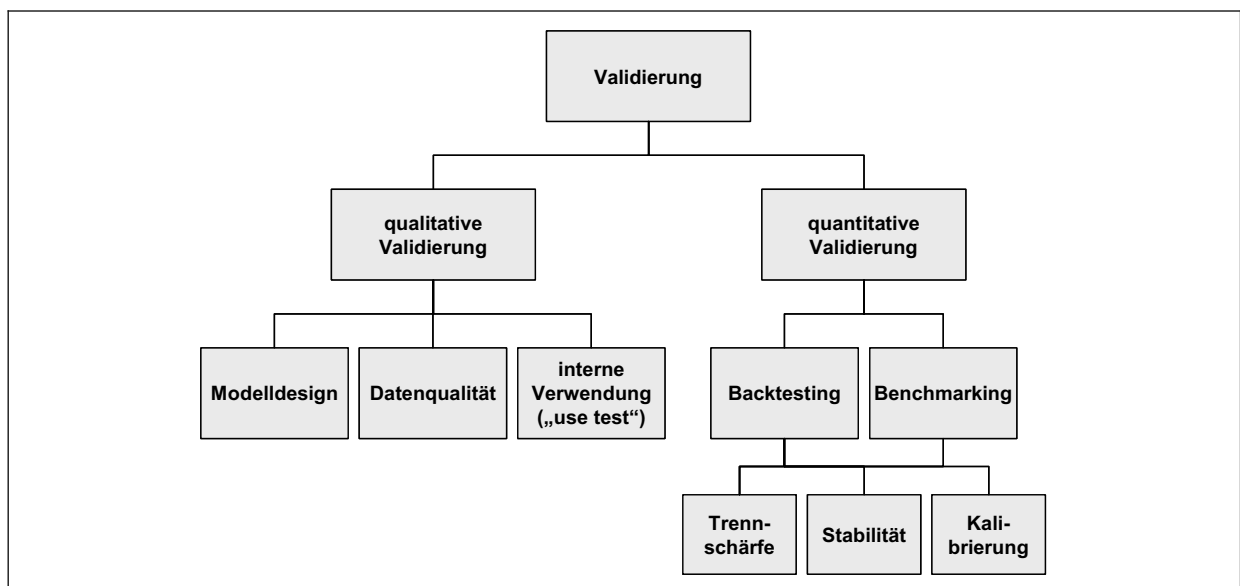 Validierung
qualitative
Validierung
quantitative
Validierung
Modelldesign
Datenqualität
interne
Verwendung
(„use test“)
Backtesting
Benchmarking
Trenn-
schärfe
Stabilität
Kali-
brierung